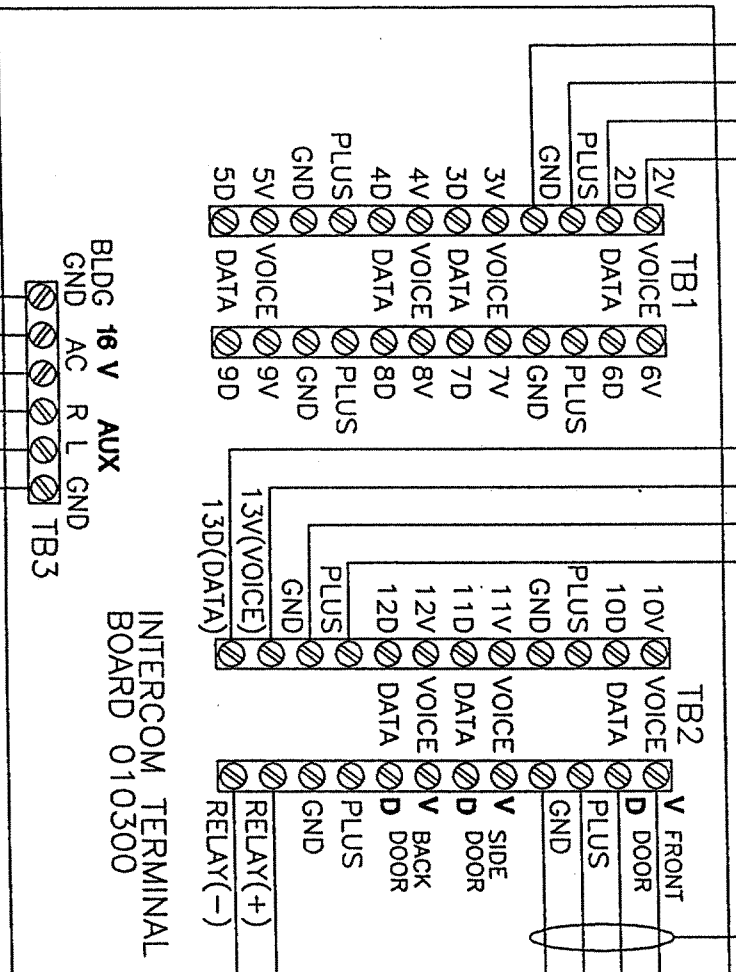 TB1
2V
2D
PLUS
GND
3V
3D
4V
4D
PLUS
GND
5V
5D
VOICE
DATA
VOICE
DATA
VOICE
DATA
VOICE
DATA
6V
6D
PLUS
GND
7V
7D
8V
8D
PLUS
GND
9V
9D
TB2
10V
10D
PLUS
GND
11V
11D
12V
12D
PLUS
GND
13V(VOICE)
13D(DATA)
VOICE
DATA
VOICE
DATA
VOICE
DATA
V FRONT
D DOOR
PLUS
GND
V SIDE
D DOOR
V BACK
D DOOR
PLUS
GND
RELAY(+)
RELAY(-)
BLDG 16 V AUX
GND AC R L GND
TB3
INTERCOM TERMINAL
BOARD 010300